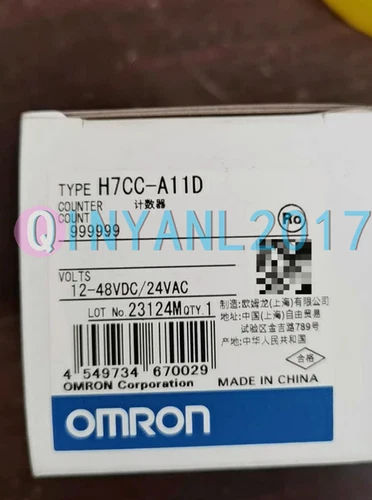 TYPE H7CC-A11D
COUNTER 计数器
COUNT
999999
Ro
QINYANL2017
VOLTS
12-48VDC/24VAC
LOT No.23124M QTY.1
制造:欧姆龙(上海)有限公司
地址:中国(上海)自由贸易
试验区金吉路789号
产地:中华人民共和国
4 549734 670029
合格
OMRON Corporation
MADE IN CHINA
OMRON